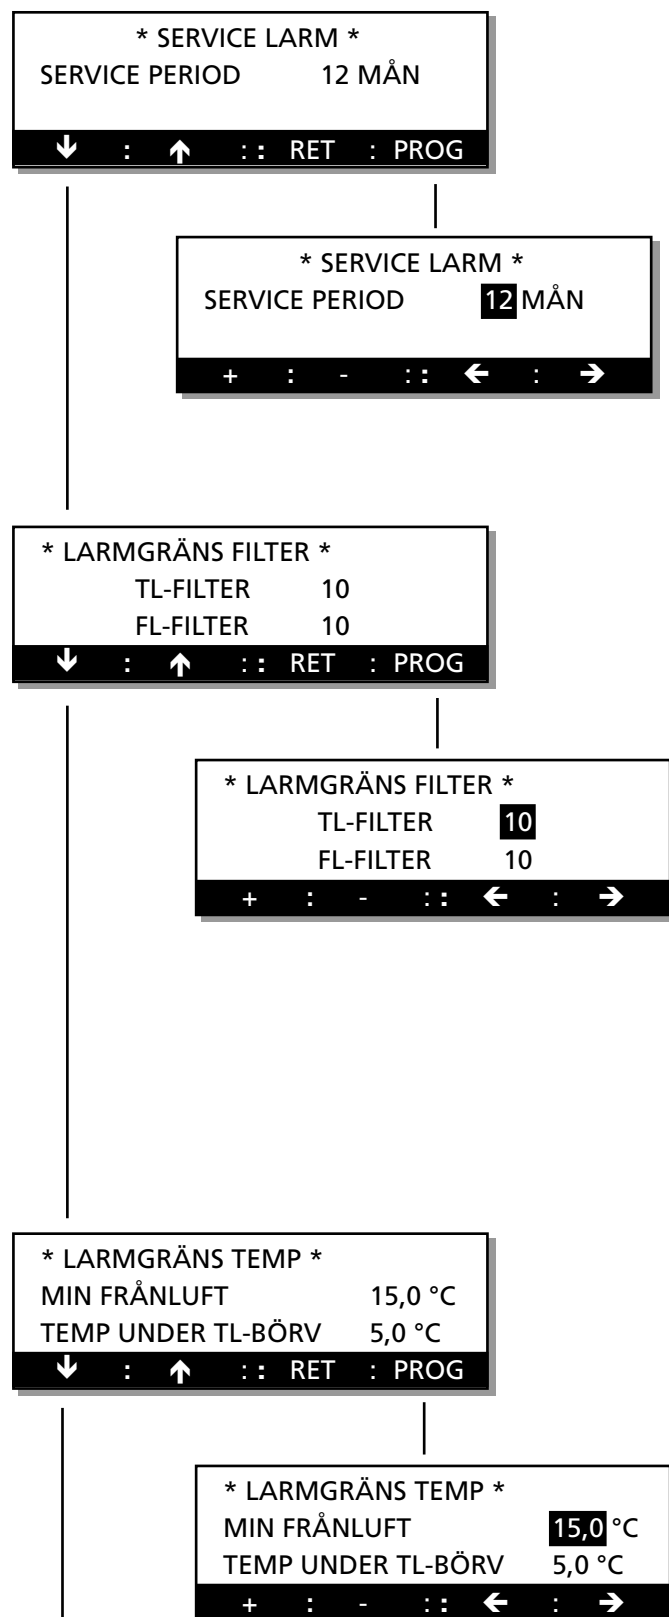 * SERVICE LARM *
SERVICE PERIOD 12 MÅN
↓ : ↑ :: RET : PROG
* SERVICE LARM *
SERVICE PERIOD 12 MÅN
+ : - :: ← : →
* LARMGRÄNS FILTER *
TL-FILTER 10
FL-FILTER 10
↓ : ↑ :: RET : PROG
* LARMGRÄNS FILTER *
TL-FILTER 10
FL-FILTER 10
+ : - :: ← : →
* LARMGRÄNS TEMP *
MIN FRÅNLUFT 15,0 °C
TEMP UNDER TL-BÖRV 5,0 °C
↓ : ↑ :: RET : PROG
* LARMGRÄNS TEMP *
MIN FRÅNLUFT 15,0 °C
TEMP UNDER TL-BÖRV 5,0 °C
+ : - :: ← : →